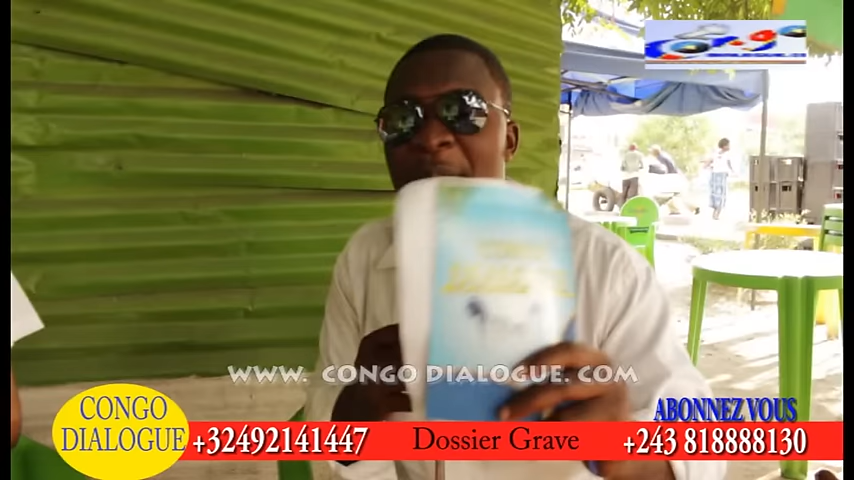 WWW. CONGO DIALOGUE. COM
CONGO
DIALOGUE
+32492141447
Dossier Grave
ABONNEZ VOUS
+243 818888130